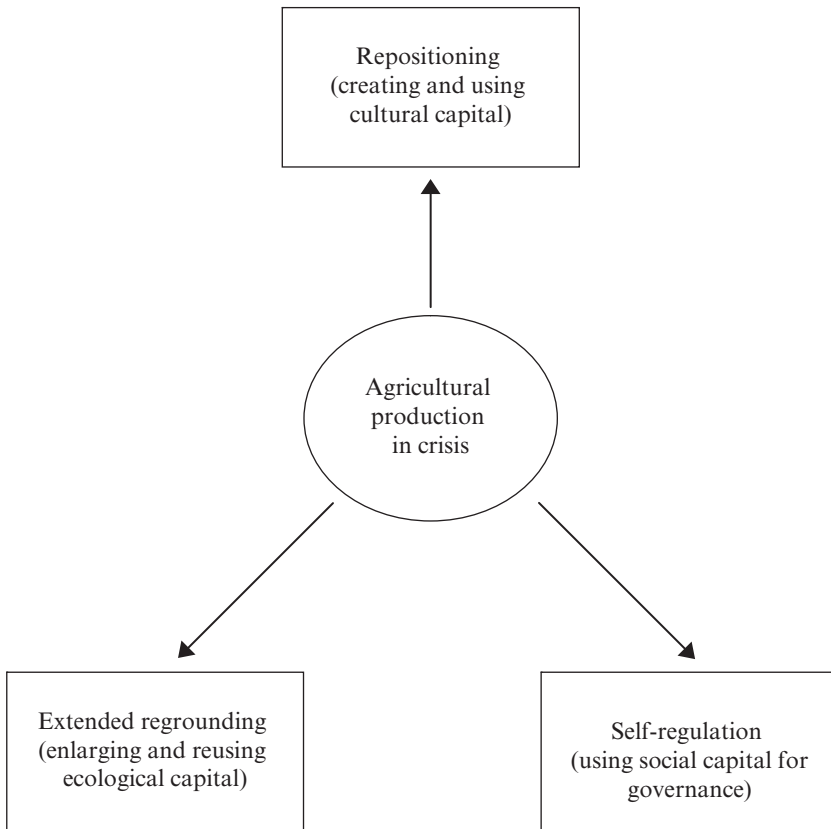 Repositioning
(creating and using
cultural capital)
Agricultural
production
in crisis
Extended regrounding
(enlarging and reusing
ecological capital)
Self-regulation
(using social capital for
governance)